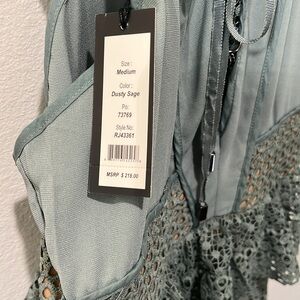 Size :
Medium
Color :
Dusty Sage
Po:
73769
Style No:
RJ43361
MSRP $ 218.00